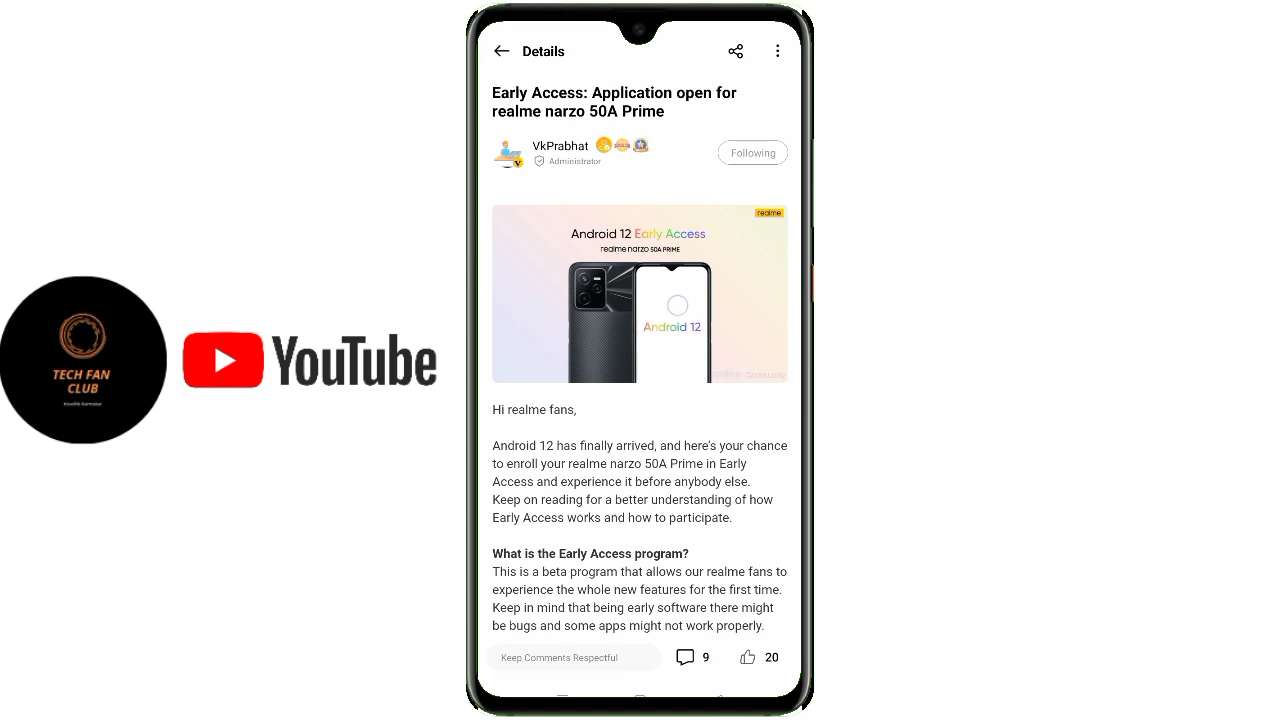 Details
Early Access: Application open for
realme narzo 50A Prime
VkPrabhat
Administrator
Following
realme
Android 12 Early Access
realme narzo 50A PRIME
Android 12
Community
Hi realme fans,
Android 12 has finally arrived, and here's your chance
to enroll your realme narzo 50A Prime in Early
Access and experience it before anybody else.
Keep on reading for a better understanding of how
Early Access works and how to participate.
What is the Early Access program?
This is a beta program that allows our realme fans to
experience the whole new features for the first time.
Keep in mind that being early software there might
be bugs and some apps might not work properly.
Keep Comments Respectful
9
20
TECH FAN
CLUB
YouTube